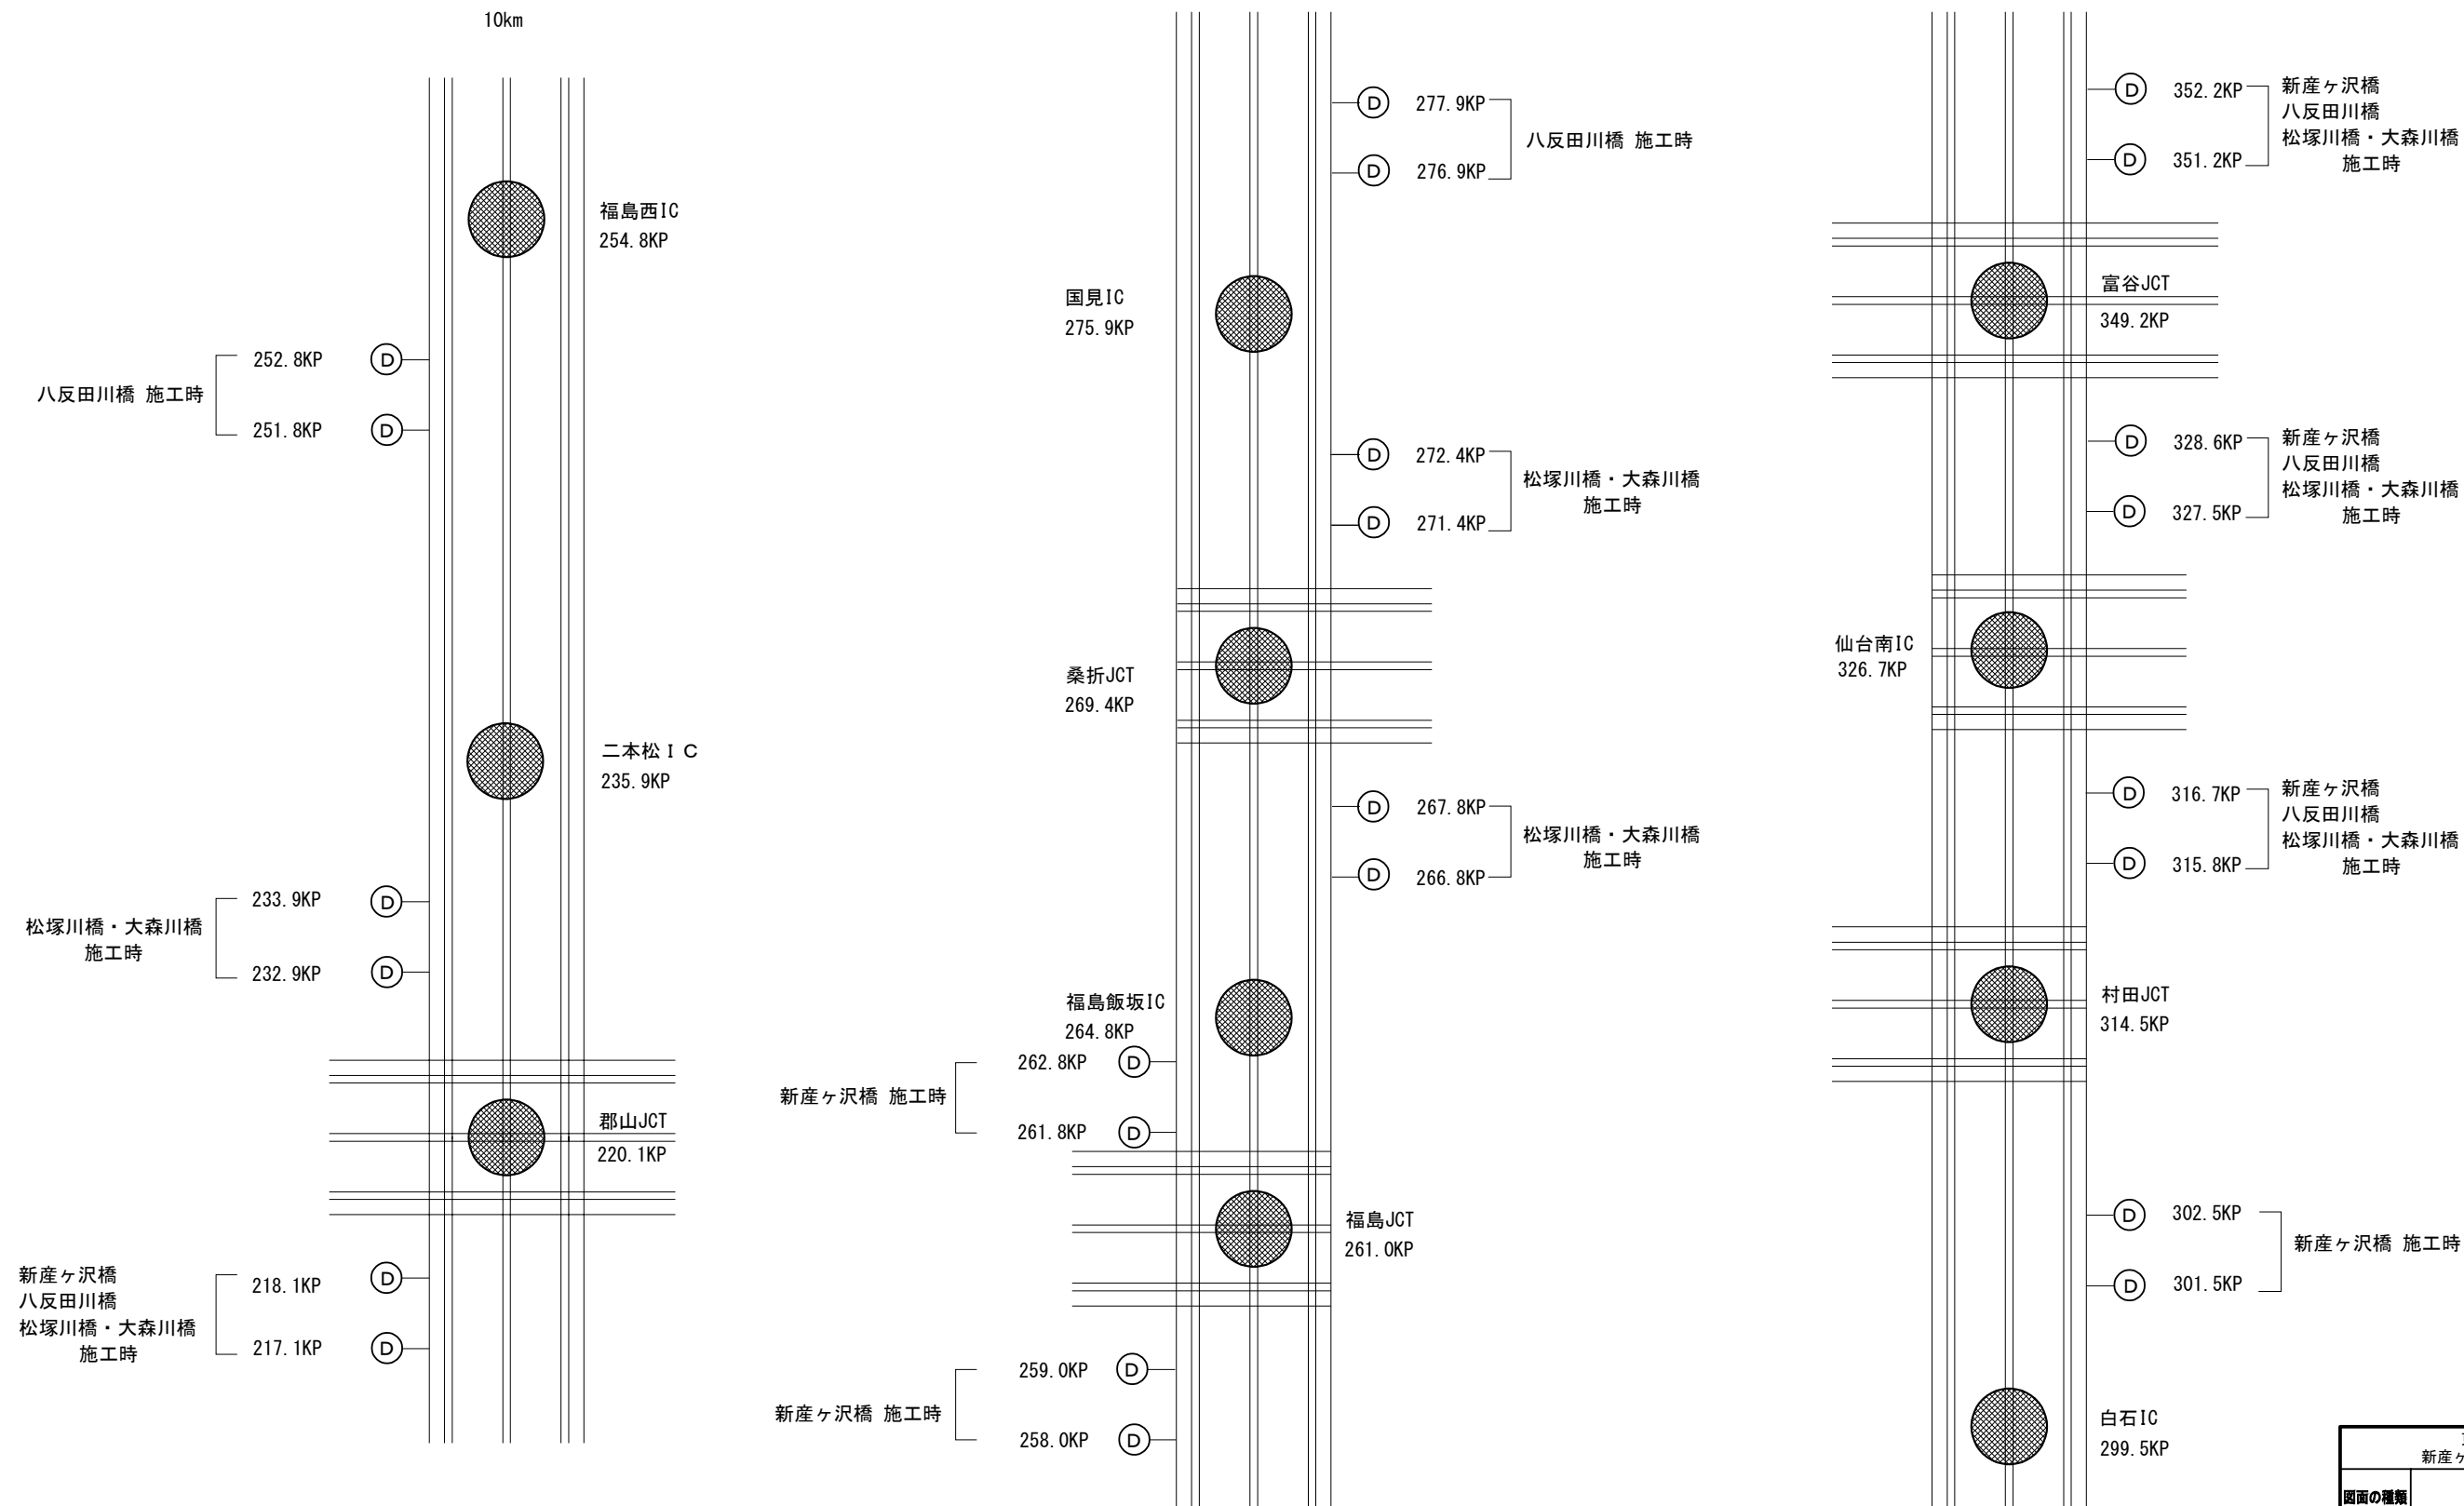 10km
福島西IC
254.8KP
252.8KP
D
八反田川橋 施工時
251.8KP
D
二本松IC
235.9KP
233.9KP
D
松塚川橋・大森川橋
施工時
232.9KP
D
郡山JCT
220.1KP
新産ヶ沢橋
八反田川橋
松塚川橋・大森川橋
施工時
218.1KP
D
217.1KP
D
D
277.9KP
八反田川橋 施工時
D
276.9KP
国見IC
275.9KP
D
272.4KP
松塚川橋・大森川橋
施工時
D
271.4KP
桑折JCT
269.4KP
D
267.8KP
松塚川橋・大森川橋
施工時
D
266.8KP
福島飯坂IC
264.8KP
262.8KP
D
新産ヶ沢橋 施工時
261.8KP
D
福島JCT
261.0KP
259.0KP
D
新産ヶ沢橋 施工時
258.0KP
D
D
352.2KP
新産ヶ沢橋
八反田川橋
松塚川橋・大森川橋
施工時
D
351.2KP
富谷JCT
349.2KP
D
328.6KP
新産ヶ沢橋
八反田川橋
松塚川橋・大森川橋
施工時
D
327.5KP
仙台南IC
326.7KP
D
316.7KP
新産ヶ沢橋
八反田川橋
松塚川橋・大森川橋
施工時
D
315.8KP
村田JCT
314.5KP
D
302.5KP
新産ヶ沢橋 施工時
D
301.5KP
白石IC
299.5KP
新産ヶ
図面の種類